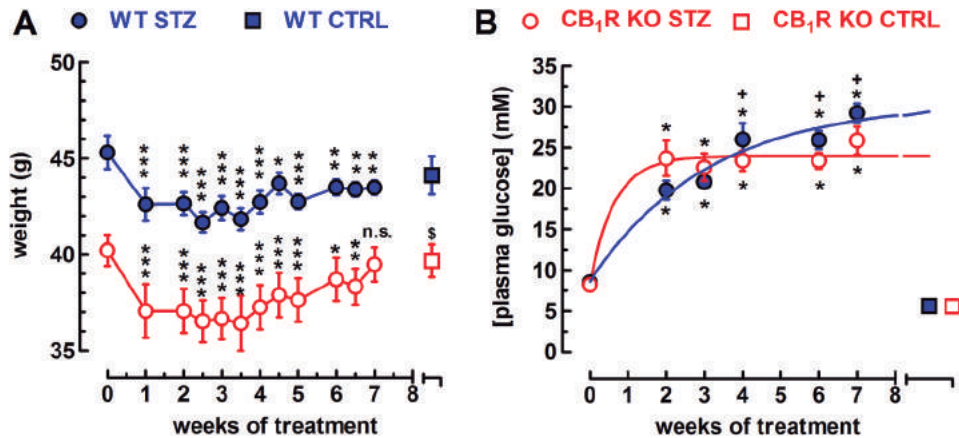 A WT STZ WT CTRL
B CB₁R KO STZ CB₁R KO CTRL
weight (g)
50
45
40
35
*** *** *** *** *** *** *** *** ** ** **
*** *** *** *** *** *** *** *** * ** n.s.
$
0 1 2 3 4 5 6 7 8
weeks of treatment
[plasma glucose] (mM)
35
30
25
20
15
10
5
0
* * +* +* +*
* * * * *
0 1 2 3 4 5 6 7 8
weeks of treatment